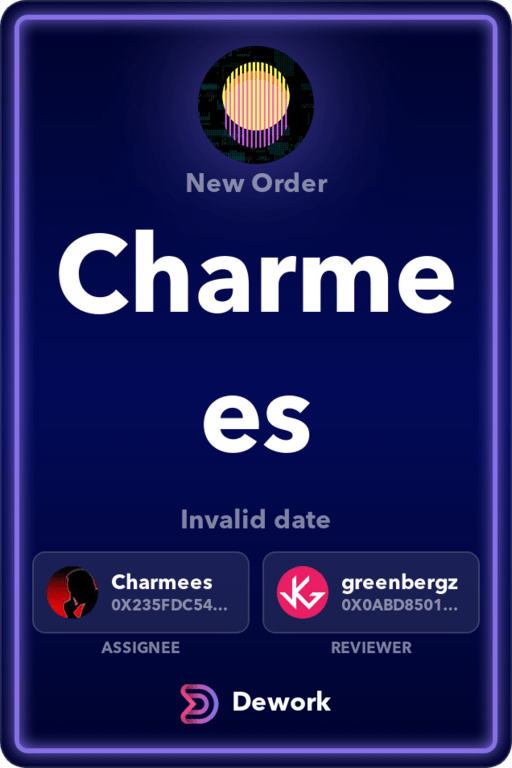 New Order
Charme
es
Invalid date
Charmees
0X235FDC54...
greenbergz
0X0ABD8501...
ASSIGNEE
REVIEWER
Dework